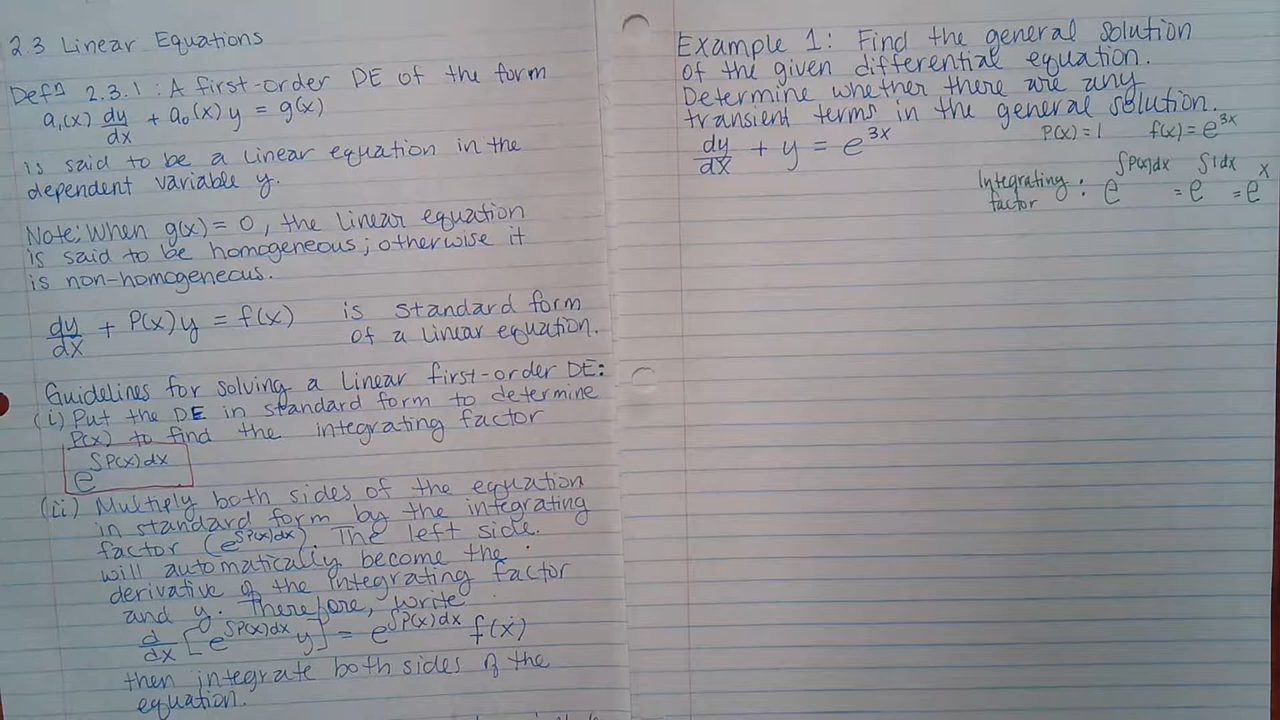 2.3 Linear Equations
Defⁿ 2.3.1: A first-order DE of the form
a₁(x) dy/dx + a₀(x) y = g(x)
is said to be a linear equation in the
dependent variable y.
Note: When g(x) = 0, the linear equation
is said to be homogeneous; otherwise it
is non-homogeneous.
dy/dx + P(x)y = f(x) is standard form
of a linear equation.
Guidelines for solving a linear first-order DE:
(i) Put the DE in standard form to determine
P(x) to find the integrating factor
e^∫P(x)dx
(ii) Multiply both sides of the equation
in standard form by the integrating
factor (e^∫P(x)dx). The left side
will automatically become the
derivative of the integrating factor
and y. Therefore, write
d/dx [e^∫P(x)dx y] = e^∫P(x)dx f(x)
then integrate both sides of the
equation.
Example 1: Find the general solution
of the given differential equation.
Determine whether there are any
transient terms in the general solution.
P(x) = 1 f(x) = e^3x
dy/dx + y = e^3x
Integrating factor : e^∫P(x)dx = e^∫1dx = e^x